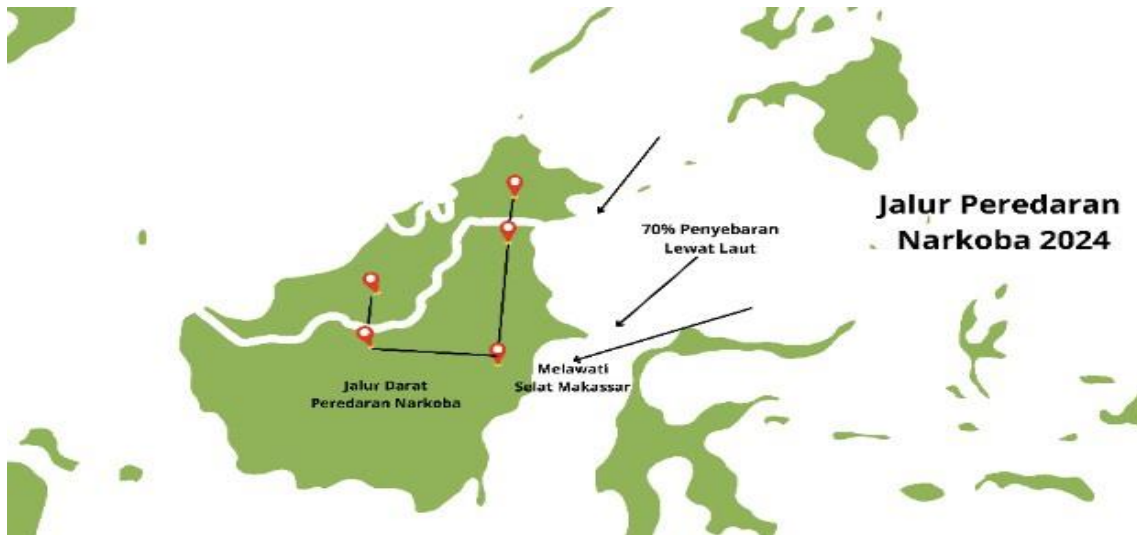 Jalur Peredaran
Narkoba 2024
70% Penyebaran
Lewat Laut
Melawati
Selat Makassar
Jalur Darat
Peredaran Narkoba